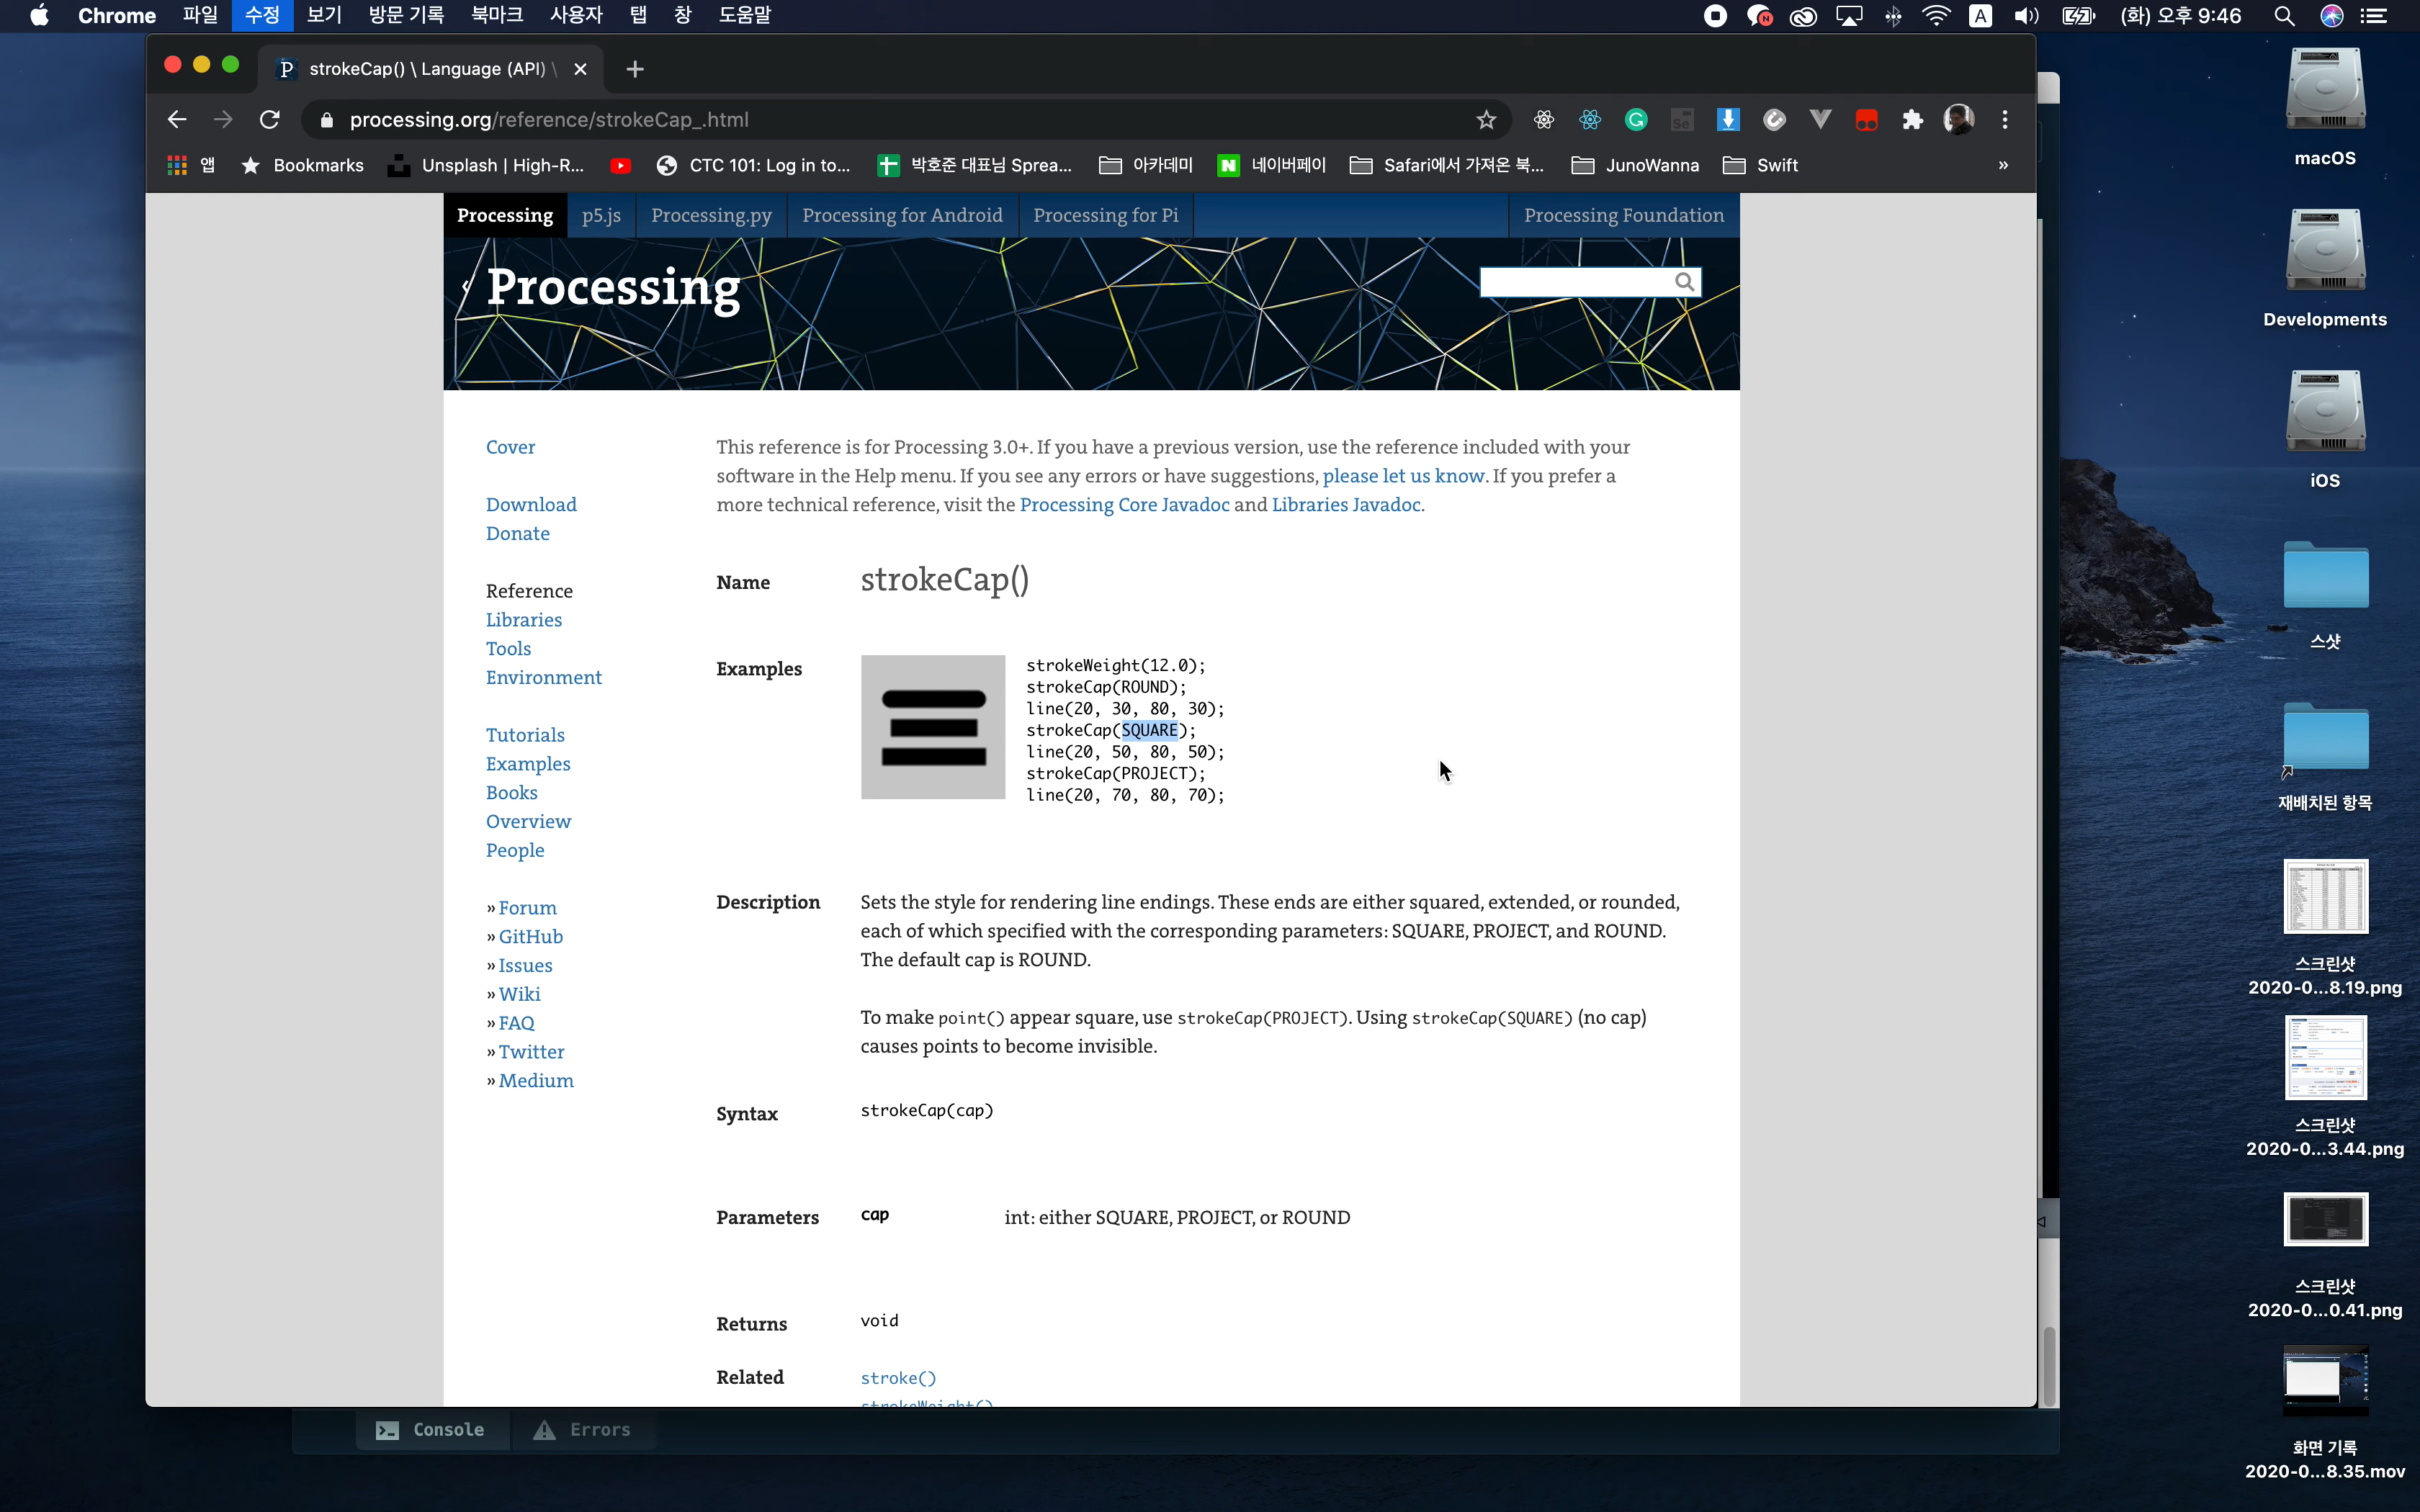 Chrome 파일 수정 보기 방문 기록 북마크 사용자 탭 창 도움말 A (화) 오후 9:46
strokeCap() \ Language (API) \
processing.org/reference/strokeCap_.html
앱 Bookmarks Unsplash | High-R... CTC 101: Log in to... 박호준 대표님 Sprea... 아카데미 네이버페이 Safari에서 가져온 북... JunoWanna Swift »
Processing p5.js Processing.py Processing for Android Processing for Pi Processing Foundation
Processing
Cover
Download
Donate
Reference
Libraries
Tools
Environment
Tutorials
Examples
Books
Overview
People
» Forum
» GitHub
» Issues
» Wiki
» FAQ
» Twitter
» Medium
This reference is for Processing 3.0+. If you have a previous version, use the reference included with your
software in the Help menu. If you see any errors or have suggestions, please let us know. If you prefer a
more technical reference, visit the Processing Core Javadoc and Libraries Javadoc.
Name strokeCap()
Examples
strokeWeight(12.0);
strokeCap(ROUND);
line(20, 30, 80, 30);
strokeCap(SQUARE);
line(20, 50, 80, 50);
strokeCap(PROJECT);
line(20, 70, 80, 70);
Description Sets the style for rendering line endings. These ends are either squared, extended, or rounded,
each of which specified with the corresponding parameters: SQUARE, PROJECT, and ROUND.
The default cap is ROUND.
To make point() appear square, use strokeCap(PROJECT). Using strokeCap(SQUARE) (no cap)
causes points to become invisible.
Syntax strokeCap(cap)
Parameters cap int: either SQUARE, PROJECT, or ROUND
Returns void
Related stroke()
strokeWeight()
Console Errors
macOS
Developments
iOS
스샷
재배치된 항목
스크린샷
2020-0...8.19.png
스크린샷
2020-0...3.44.png
스크린샷
2020-0...0.41.png
화면 기록
2020-0...8.35.mov